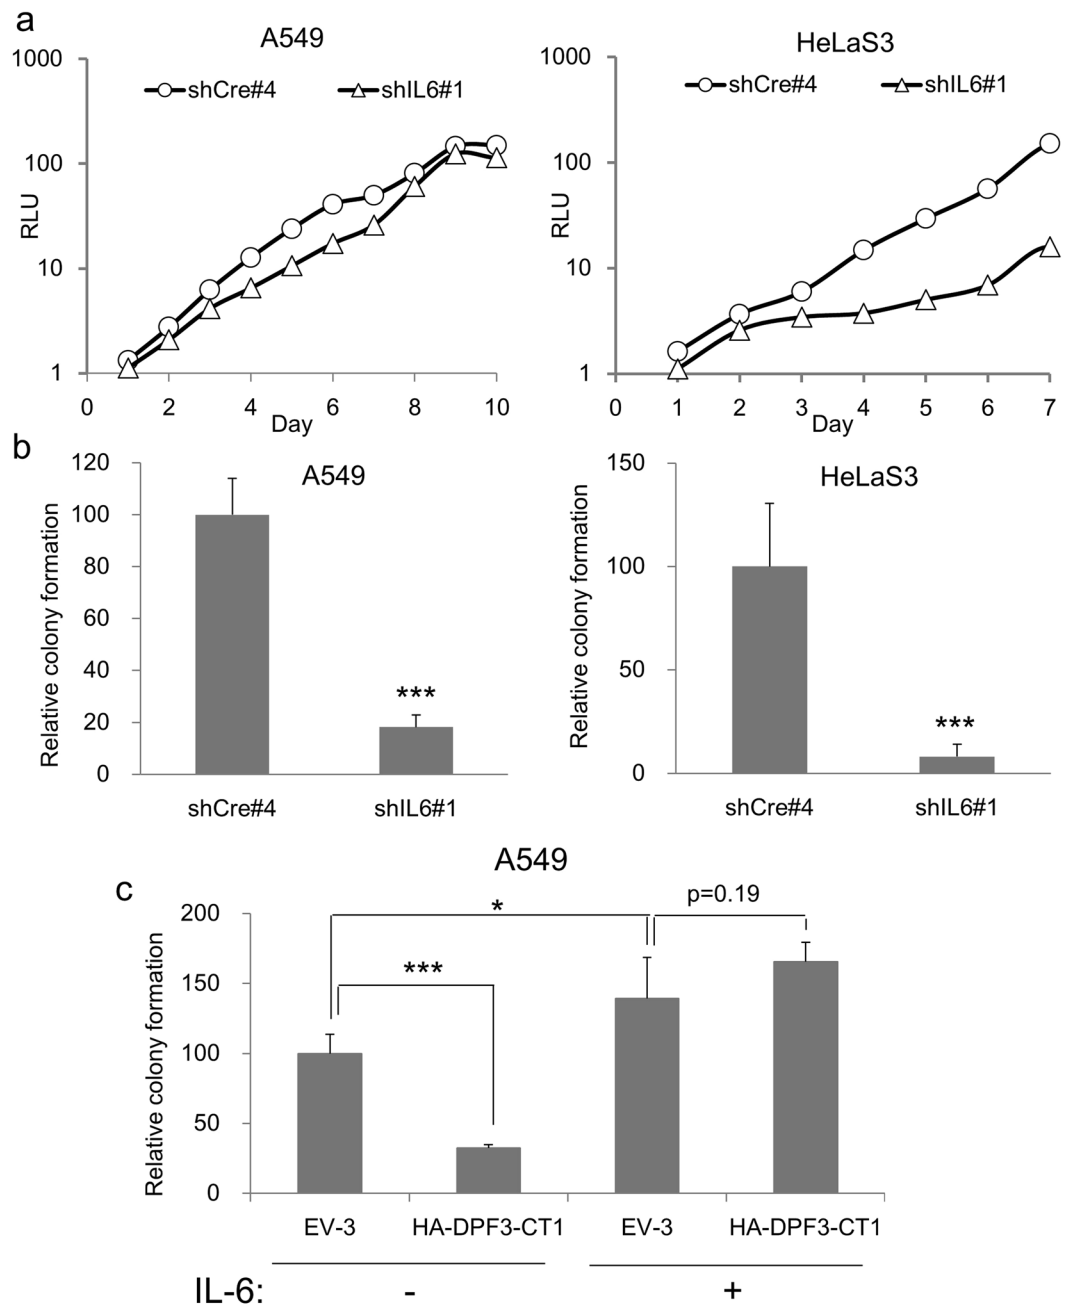 a
A549
HeLaS3
1000
100
10
1
RLU
shCre#4
shIL6#1
0 2 4 6 8 10
Day
1000
100
10
1
RLU
shCre#4
shIL6#1
0 1 2 3 4 5 6 7
Day
b
A549
120
100
80
60
40
20
0
Relative colony formation
***
shCre#4 shIL6#1
HeLaS3
150
100
50
0
Relative colony formation
***
shCre#4 shIL6#1
A549
c
200
150
100
50
0
Relative colony formation
*
***
p=0.19
EV-3 HA-DPF3-CT1 EV-3 HA-DPF3-CT1
IL-6: - +